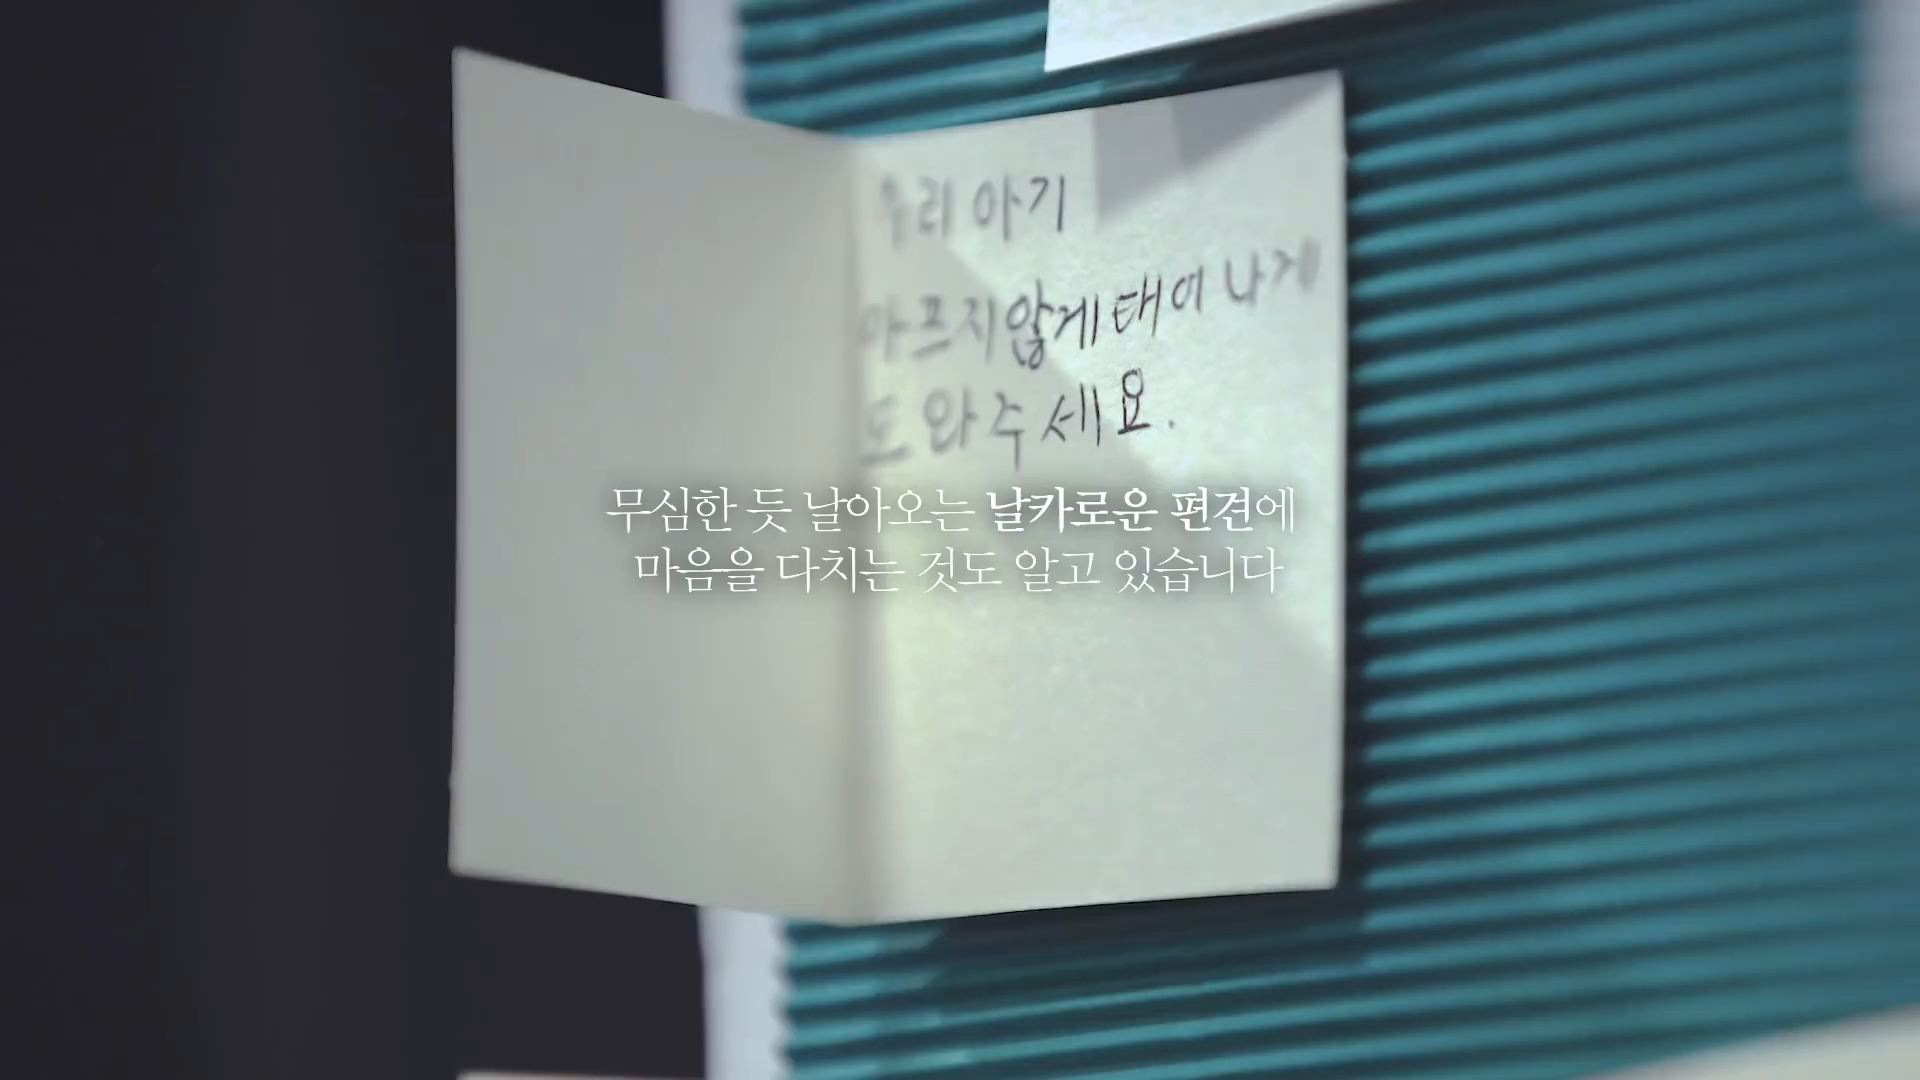 우리 아기
아프지않게 태어나게
도와주세요.
무심한 듯 날아오는 날카로운 편견에
마음을 다치는 것도 알고 있습니다